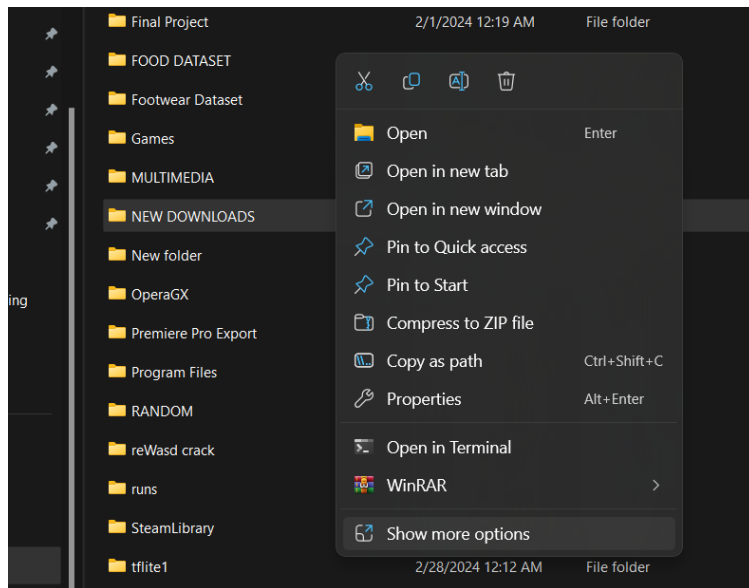 Final Project 2/1/2024 12:19 AM File folder
FOOD DATASET
Footwear Dataset
Games
MULTIMEDIA
NEW DOWNLOADS
New folder
OperaGX
Premiere Pro Export
Program Files
RANDOM
reWasd crack
runs
SteamLibrary
tflite1 2/28/2024 12:12 AM File folder
ing
Open Enter
Open in new tab
Open in new window
Pin to Quick access
Pin to Start
Compress to ZIP file
Copy as path Ctrl+Shift+C
Properties Alt+Enter
Open in Terminal
WinRAR
Show more options